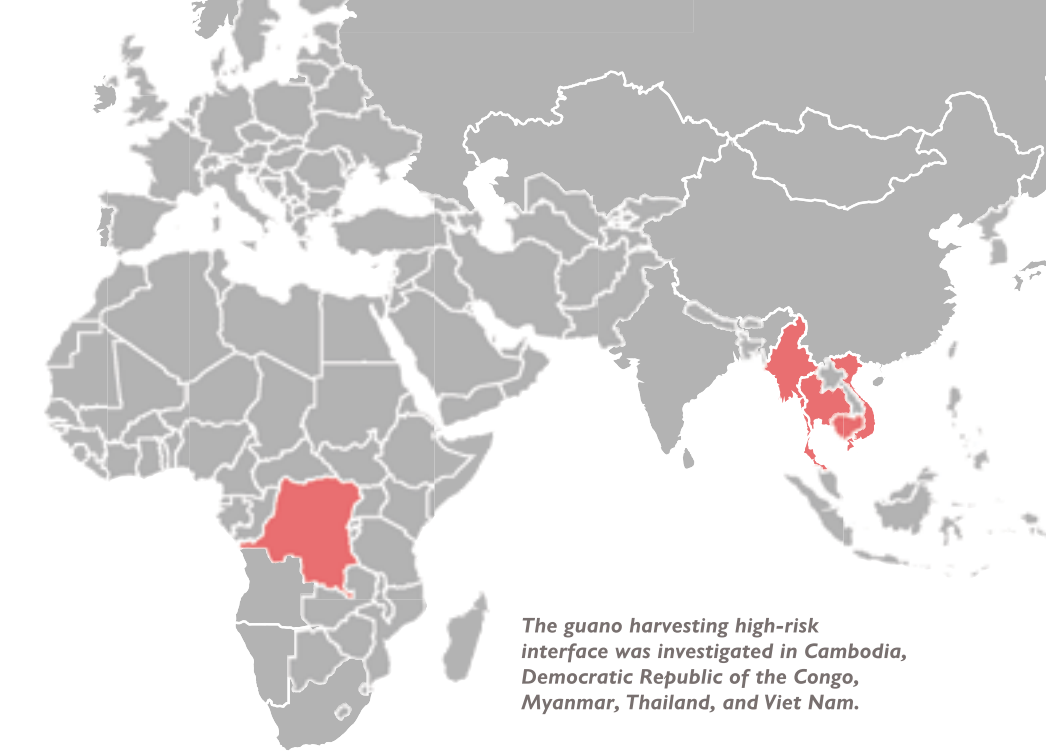 The guano harvesting high-risk
interface was investigated in Cambodia,
Democratic Republic of the Congo,
Myanmar, Thailand, and Viet Nam.